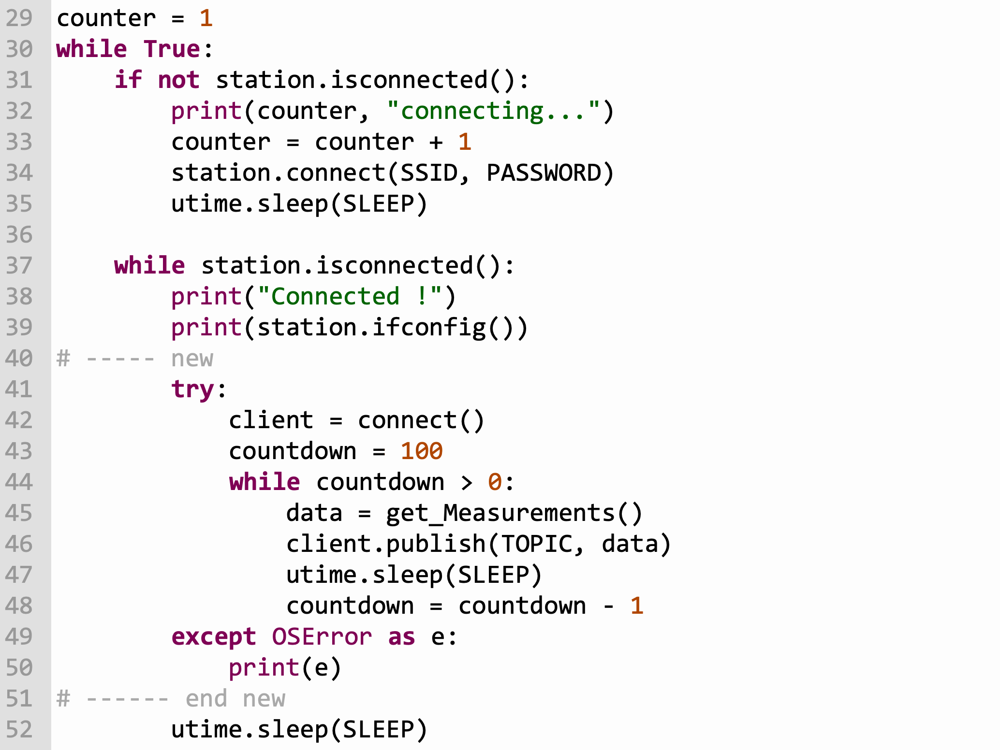 29 counter = 1
30 while True:
31     if not station.isconnected():
32         print(counter, "connecting...")
33         counter = counter + 1
34         station.connect(SSID, PASSWORD)
35         utime.sleep(SLEEP)
36
37     while station.isconnected():
38         print("Connected !")
39         print(station.ifconfig())
40 # ----- new
41         try:
42             client = connect()
43             countdown = 100
44             while countdown > 0:
45                 data = get_Measurements()
46                 client.publish(TOPIC, data)
47                 utime.sleep(SLEEP)
48                 countdown = countdown - 1
49         except OSError as e:
50             print(e)
51 # ------ end new
52         utime.sleep(SLEEP)